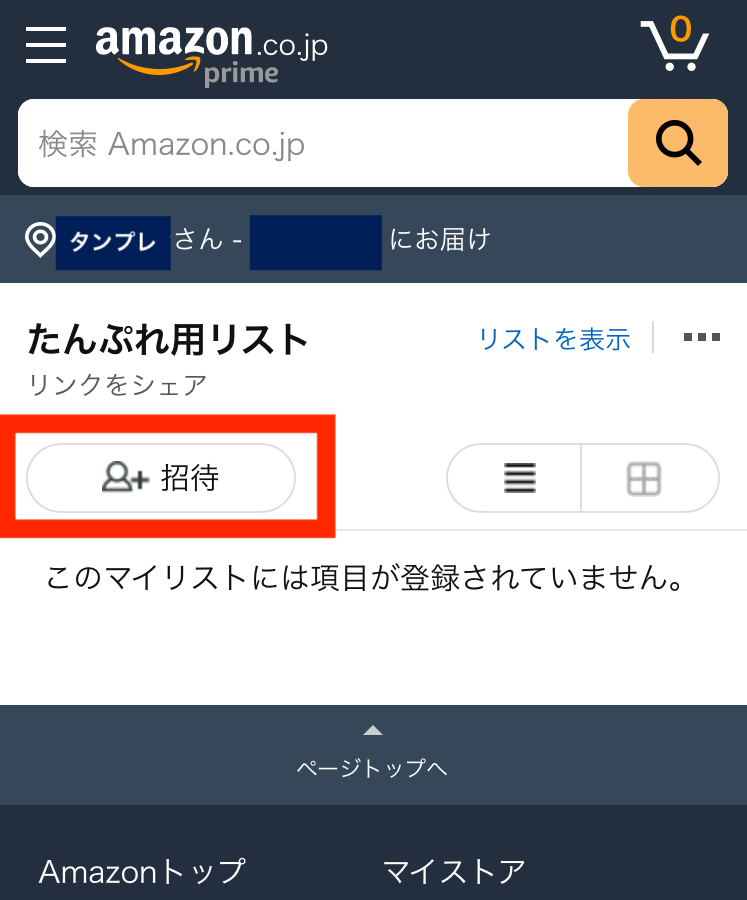 amazon.co.jp
prime
0
検索 Amazon.co.jp
タンプレ さん - にお届け
たんぷれ用リスト
リストを表示
リンクをシェア
招待
このマイリストには項目が登録されていません。
ページトップへ
Amazonトップ
マイストア